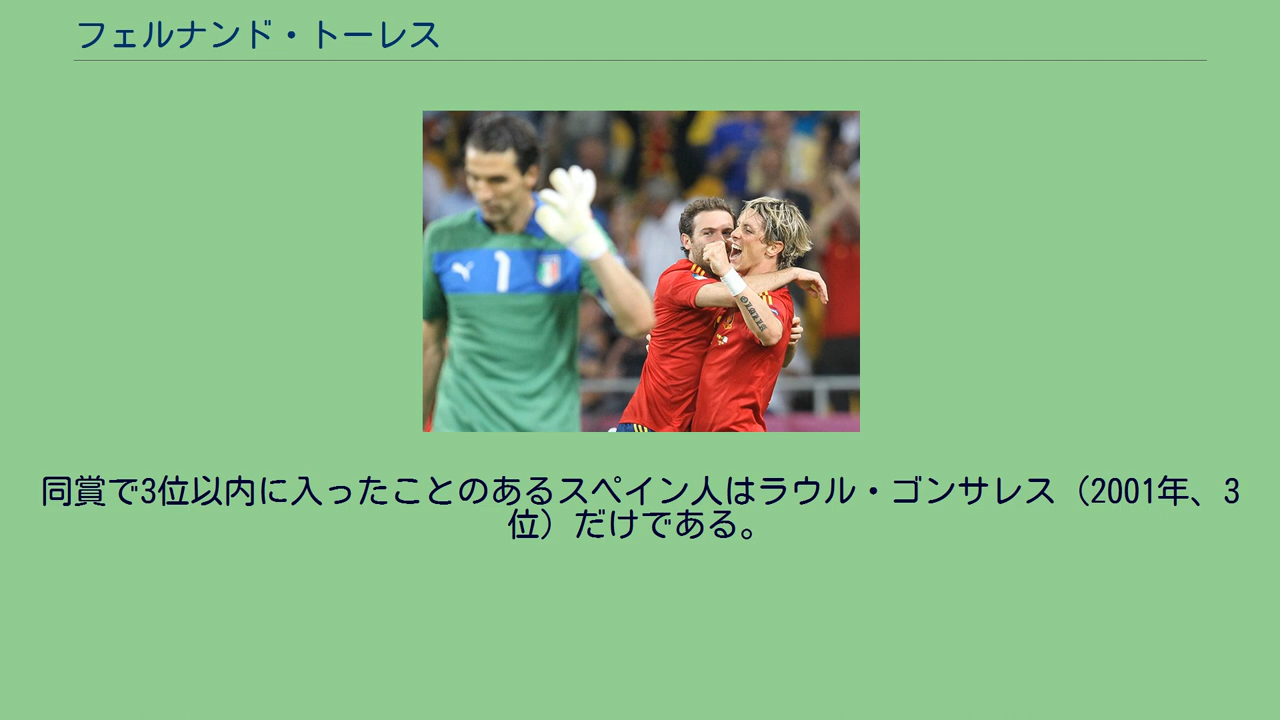 フェルナンド・トーレス
1
同賞で3位以内に入ったことのあるスペイン人はラウル・ゴンサレス（2001年、3
位）だけである。